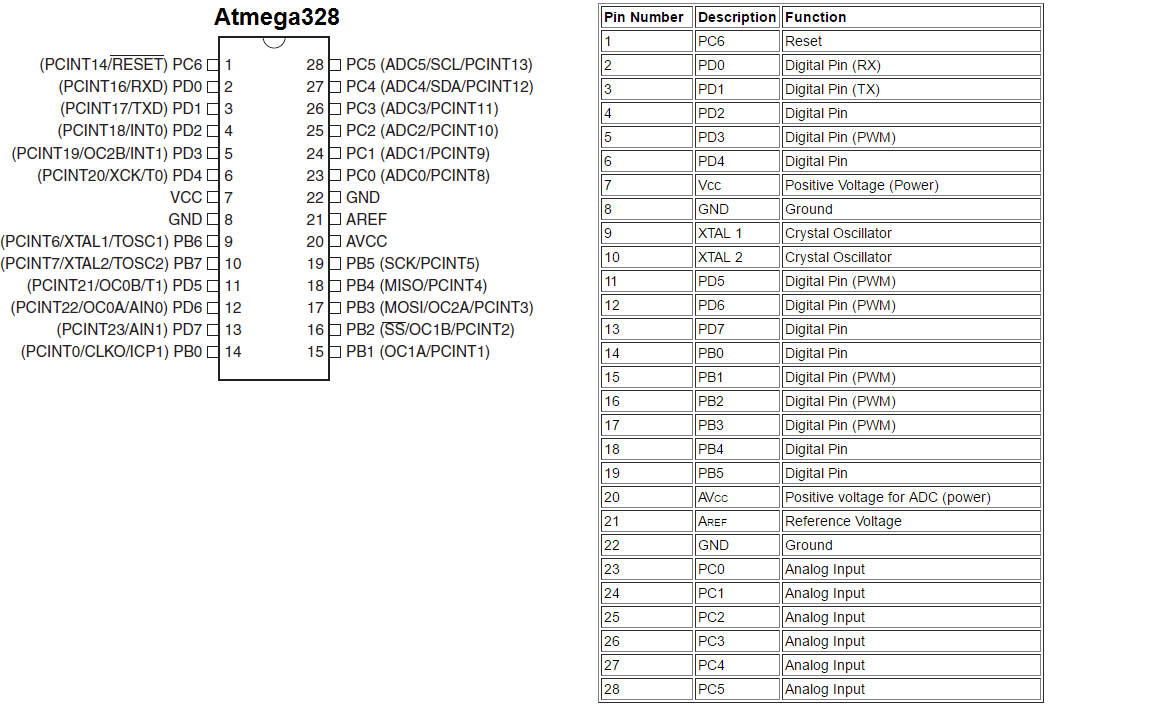 Atmega328
(PCINT14/RESET) PC6 1 28 PC5 (ADC5/SCL/PCINT13)
(PCINT16/RXD) PD0 2 27 PC4 (ADC4/SDA/PCINT12)
(PCINT17/TXD) PD1 3 26 PC3 (ADC3/PCINT11)
(PCINT18/INT0) PD2 4 25 PC2 (ADC2/PCINT10)
(PCINT19/OC2B/INT1) PD3 5 24 PC1 (ADC1/PCINT9)
(PCINT20/XCK/T0) PD4 6 23 PC0 (ADC0/PCINT8)
VCC 7 22 GND
GND 8 21 AREF
(PCINT6/XTAL1/TOSC1) PB6 9 20 AVCC
(PCINT7/XTAL2/TOSC2) PB7 10 19 PB5 (SCK/PCINT5)
(PCINT21/OC0B/T1) PD5 11 18 PB4 (MISO/PCINT4)
(PCINT22/OC0A/AIN0) PD6 12 17 PB3 (MOSI/OC2A/PCINT3)
(PCINT23/AIN1) PD7 13 16 PB2 (SS/OC1B/PCINT2)
(PCINT0/CLKO/ICP1) PB0 14 15 PB1 (OC1A/PCINT1)
Pin Number Description Function
1 PC6 Reset
2 PD0 Digital Pin (RX)
3 PD1 Digital Pin (TX)
4 PD2 Digital Pin
5 PD3 Digital Pin (PWM)
6 PD4 Digital Pin
7 Vcc Positive Voltage (Power)
8 GND Ground
9 XTAL 1 Crystal Oscillator
10 XTAL 2 Crystal Oscillator
11 PD5 Digital Pin (PWM)
12 PD6 Digital Pin (PWM)
13 PD7 Digital Pin
14 PB0 Digital Pin
15 PB1 Digital Pin (PWM)
16 PB2 Digital Pin (PWM)
17 PB3 Digital Pin (PWM)
18 PB4 Digital Pin
19 PB5 Digital Pin
20 AVcc Positive voltage for ADC (power)
21 AREF Reference Voltage
22 GND Ground
23 PC0 Analog Input
24 PC1 Analog Input
25 PC2 Analog Input
26 PC3 Analog Input
27 PC4 Analog Input
28 PC5 Analog Input